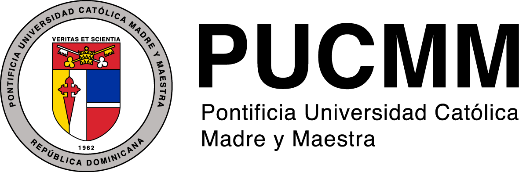 PONTIFICIA UNIVERSIDAD CATÓLICA MADRE Y MAESTRA
VERITAS ET SCIENTIA
1962
REPÚBLICA DOMINICANA
PUCMM
Pontificia Universidad Católica
Madre y Maestra